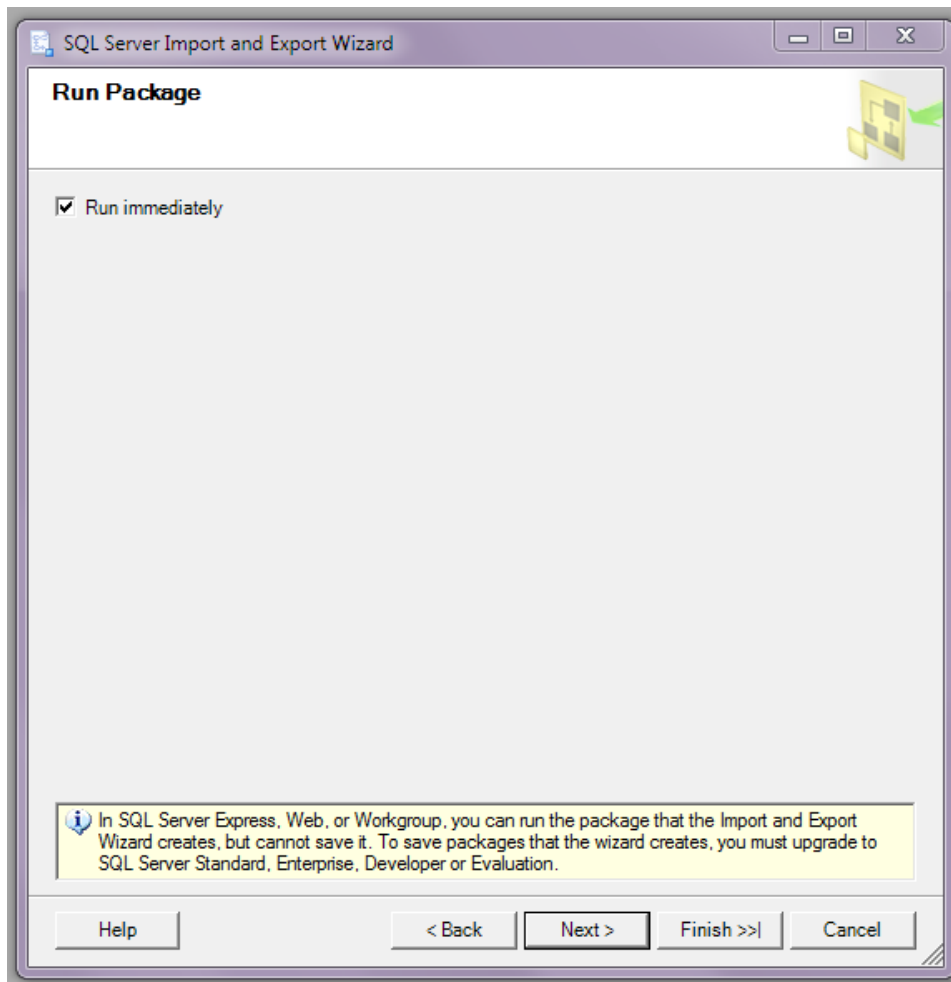 SQL Server Import and Export Wizard
Run Package
Run immediately
In SQL Server Express, Web, or Workgroup, you can run the package that the Import and Export
Wizard creates, but cannot save it. To save packages that the wizard creates, you must upgrade to
SQL Server Standard, Enterprise, Developer or Evaluation.
Help < Back Next > Finish >>| Cancel